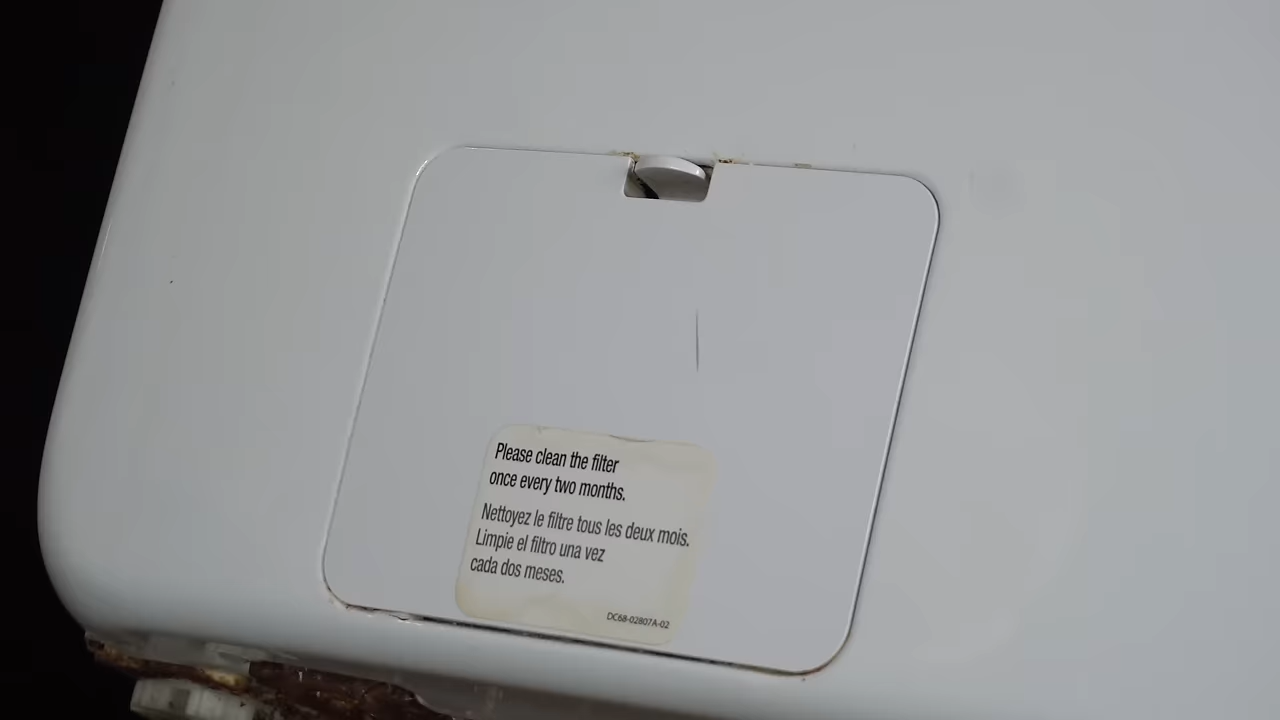 Please clean the filter
once every two months.
Nettoyez le filtre tous les deux mois.
Limpie el filtro una vez
cada dos meses.
DC68-02807A-02